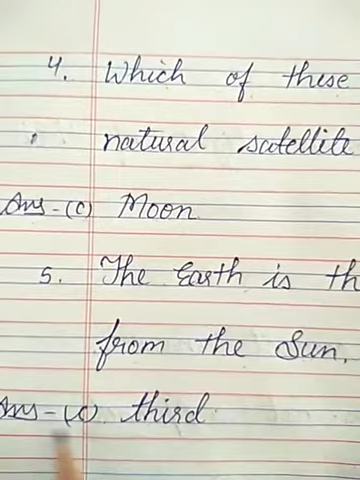 4. Which of these
natural satellite
Ans - (c) Moon
5. The Earth is th
from the Sun.
Ans - (c) third